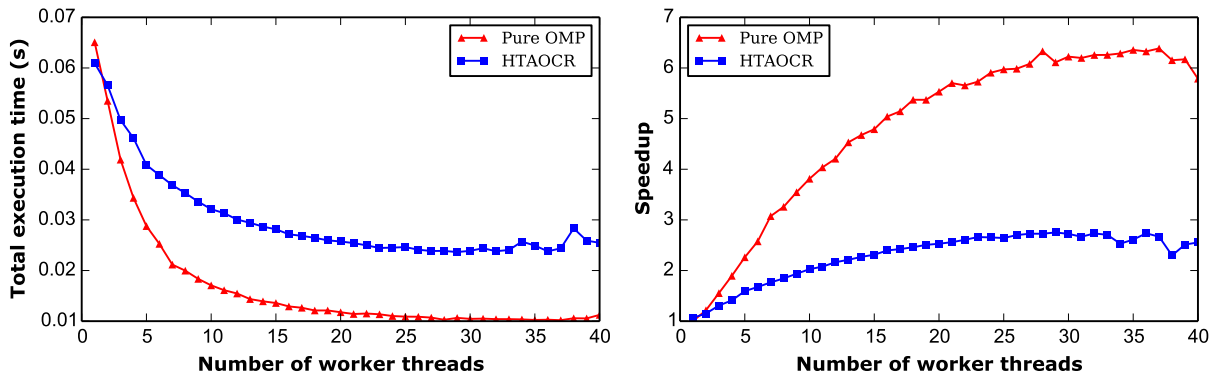 0.07
0.06
0.05
0.04
0.03
0.02
0.01
Total execution time (s)
Pure OMP
HTAOCR
0 5 10 15 20 25 30 35 40
Number of worker threads
7
6
5
4
3
2
1
Speedup
Pure OMP
HTAOCR
0 5 10 15 20 25 30 35 40
Number of worker threads